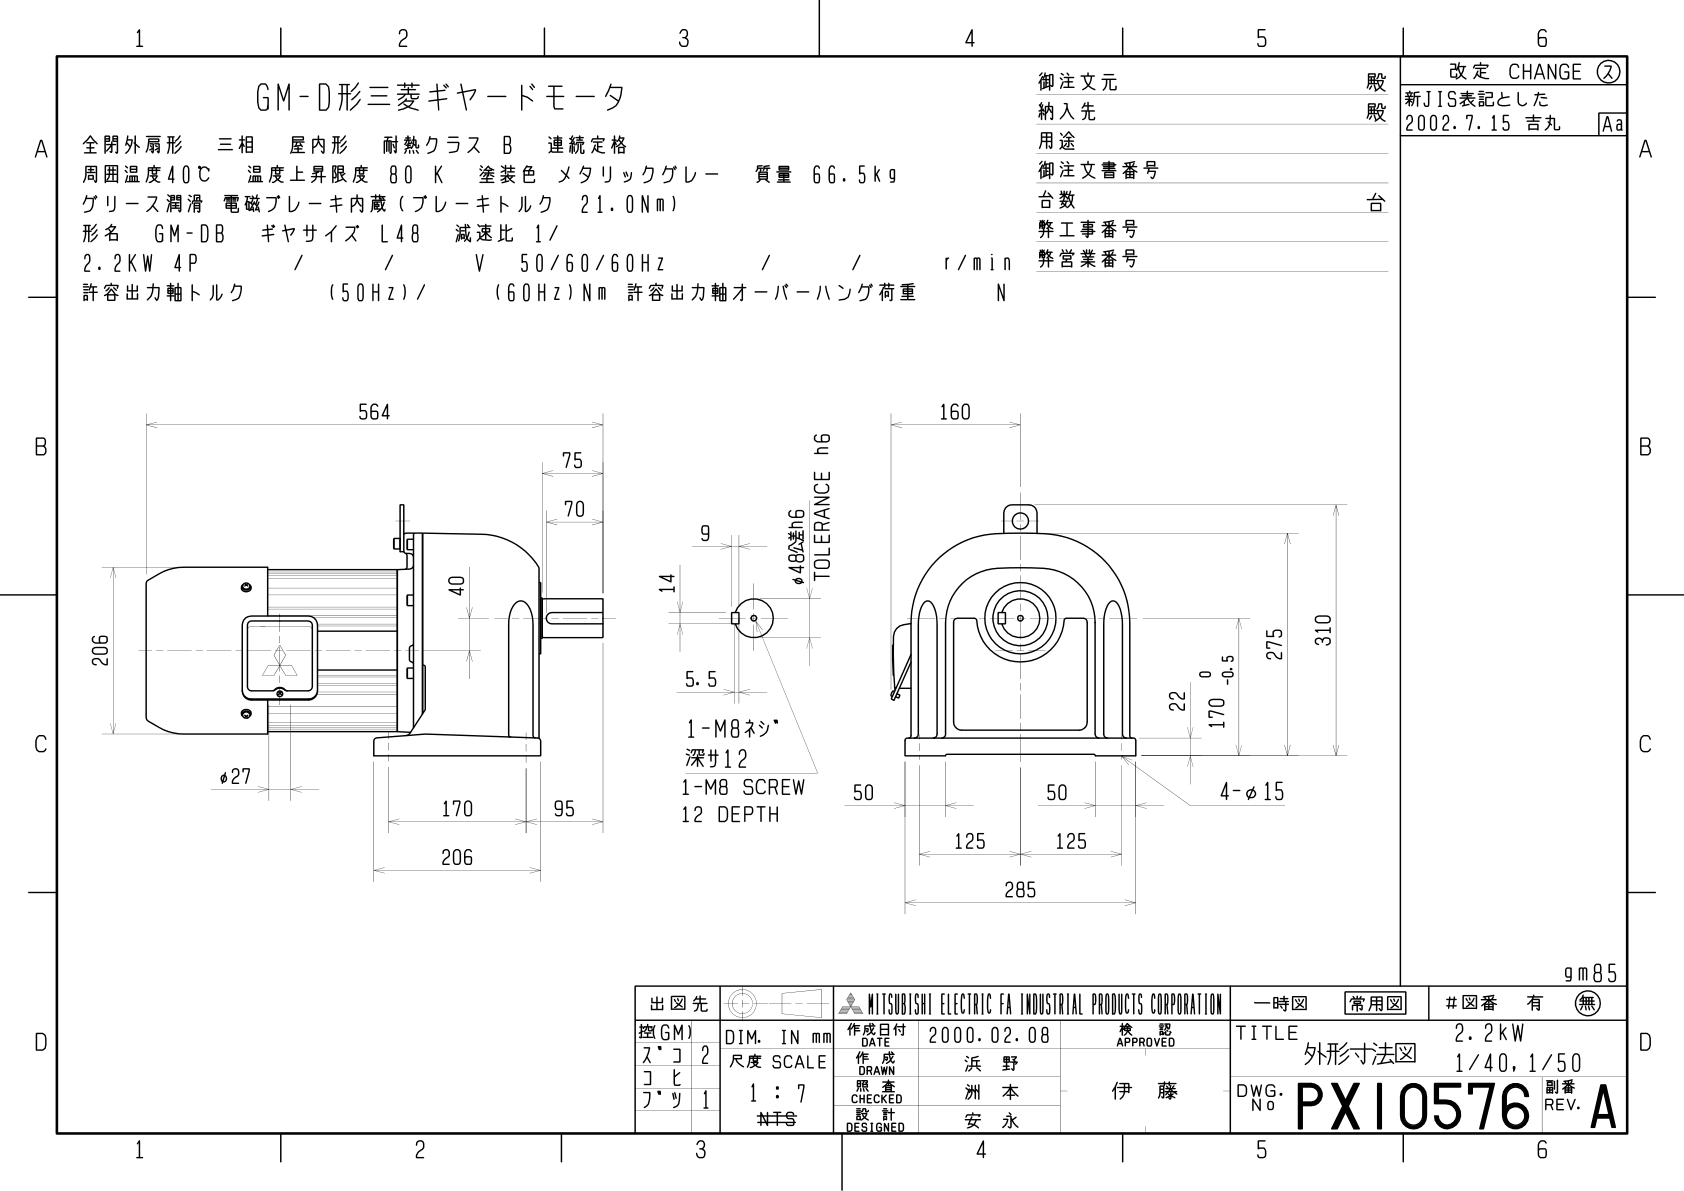 1 2 3 4 5 6
GM-D形三菱ギヤードモータ
全閉外扇形 三相 屋内形 耐熱クラス B 連続定格
周囲温度40℃ 温度上昇限度 80 K 塗装色 メタリックグレー 質量 66.5kg
グリース潤滑 電磁ブレーキ内蔵(ブレーキトルク 21.0Nm)
形名 GM-DB ギヤサイズ L48 減速比 1/
2.2KW 4P / / V 50/60/60Hz / / r/min
許容出力軸トルク (50Hz)/ (60Hz)Nm 許容出力軸オーバーハング荷重 N
御注文元 殿
納入先 殿
用途
御注文書番号
台数 台
弊工事番号
弊営業番号
改定 CHANGE ス
新JIS表記とした
2002.7.15 吉丸 Aa
A A
B B
C C
D D
564
75
70
40
206
φ27
170 95
206
9
14
5.5
φ48公差h6
TOLERANCE h6
1-M8ネジ
深サ12
1-M8 SCREW
12 DEPTH
160
310
275
170 0 -0.5
22
50 50
4-φ15
125 125
285
gm85
出図先
控(GM)
ズコ 2
コヒ
ブツ 1
DIM. IN mm
尺度 SCALE
1 : 7
NTS
MITSUBISHI ELECTRIC FA INDUSTRIAL PRODUCTS CORPORATION
作成日付 DATE 2000.02.08
作成 DRAWN 浜野
照査 CHECKED 洲本
設計 DESIGNED 安永
検認 APPROVED
伊藤
一時図 常用図 #図番 有 無
TITLE 外形寸法図
2.2kW
1/40,1/50
DWG. No PX10576
副番 REV. A
1 2 3 4 5 6